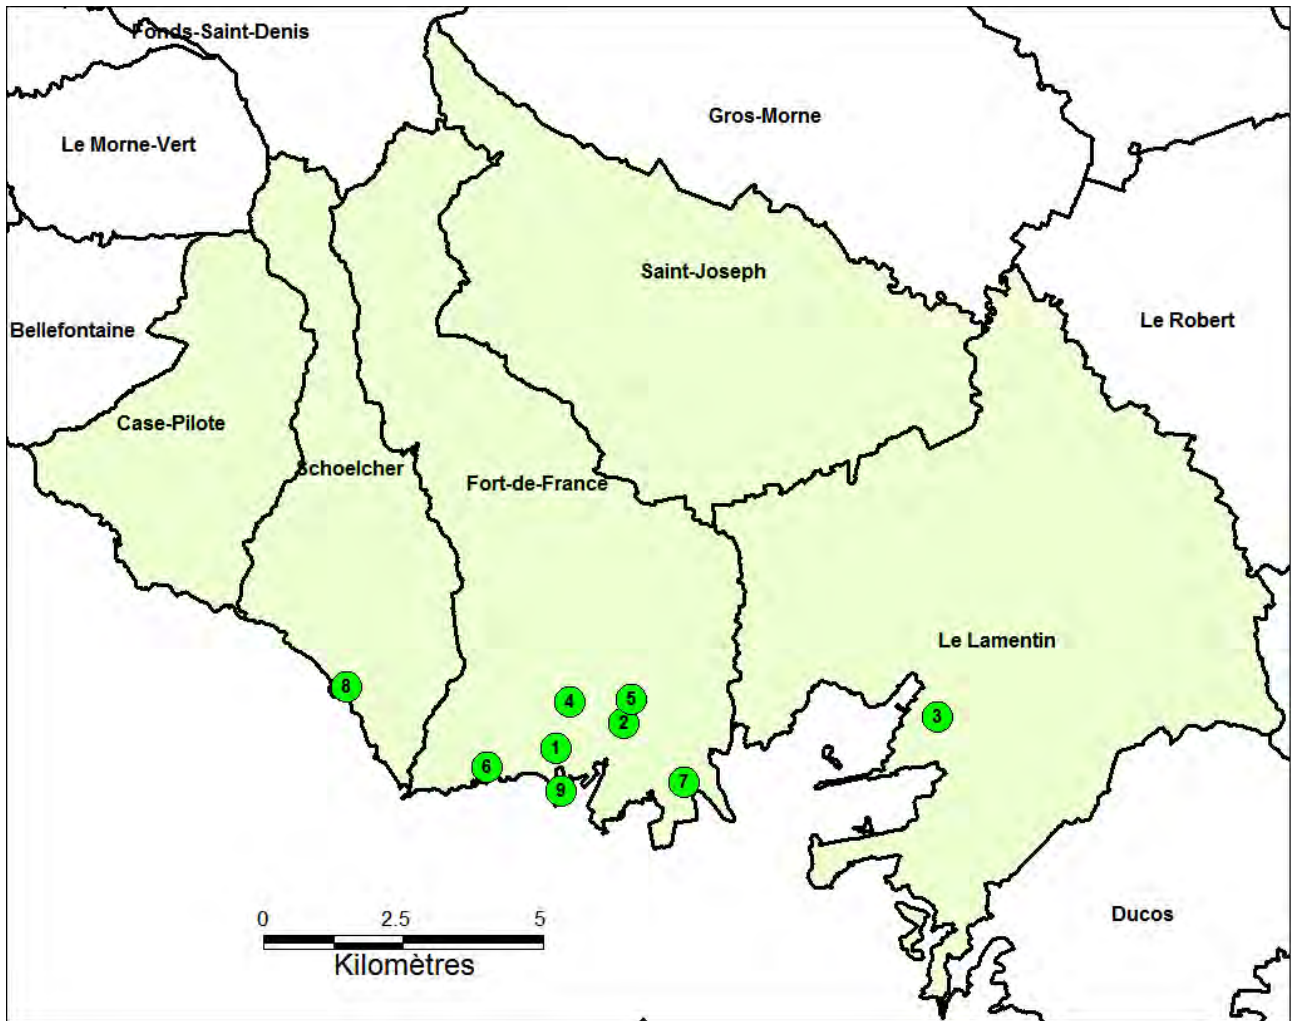 Fonds-Saint-Denis
Gros-Morne
Le Morne-Vert
Saint-Joseph
Le Robert
Bellefontaine
Case-Pilote
Schoelcher
Fort-de-France
Le Lamentin
8
4
5
2
3
1
6
7
9
Ducos
0 2.5 5
Kilomètres